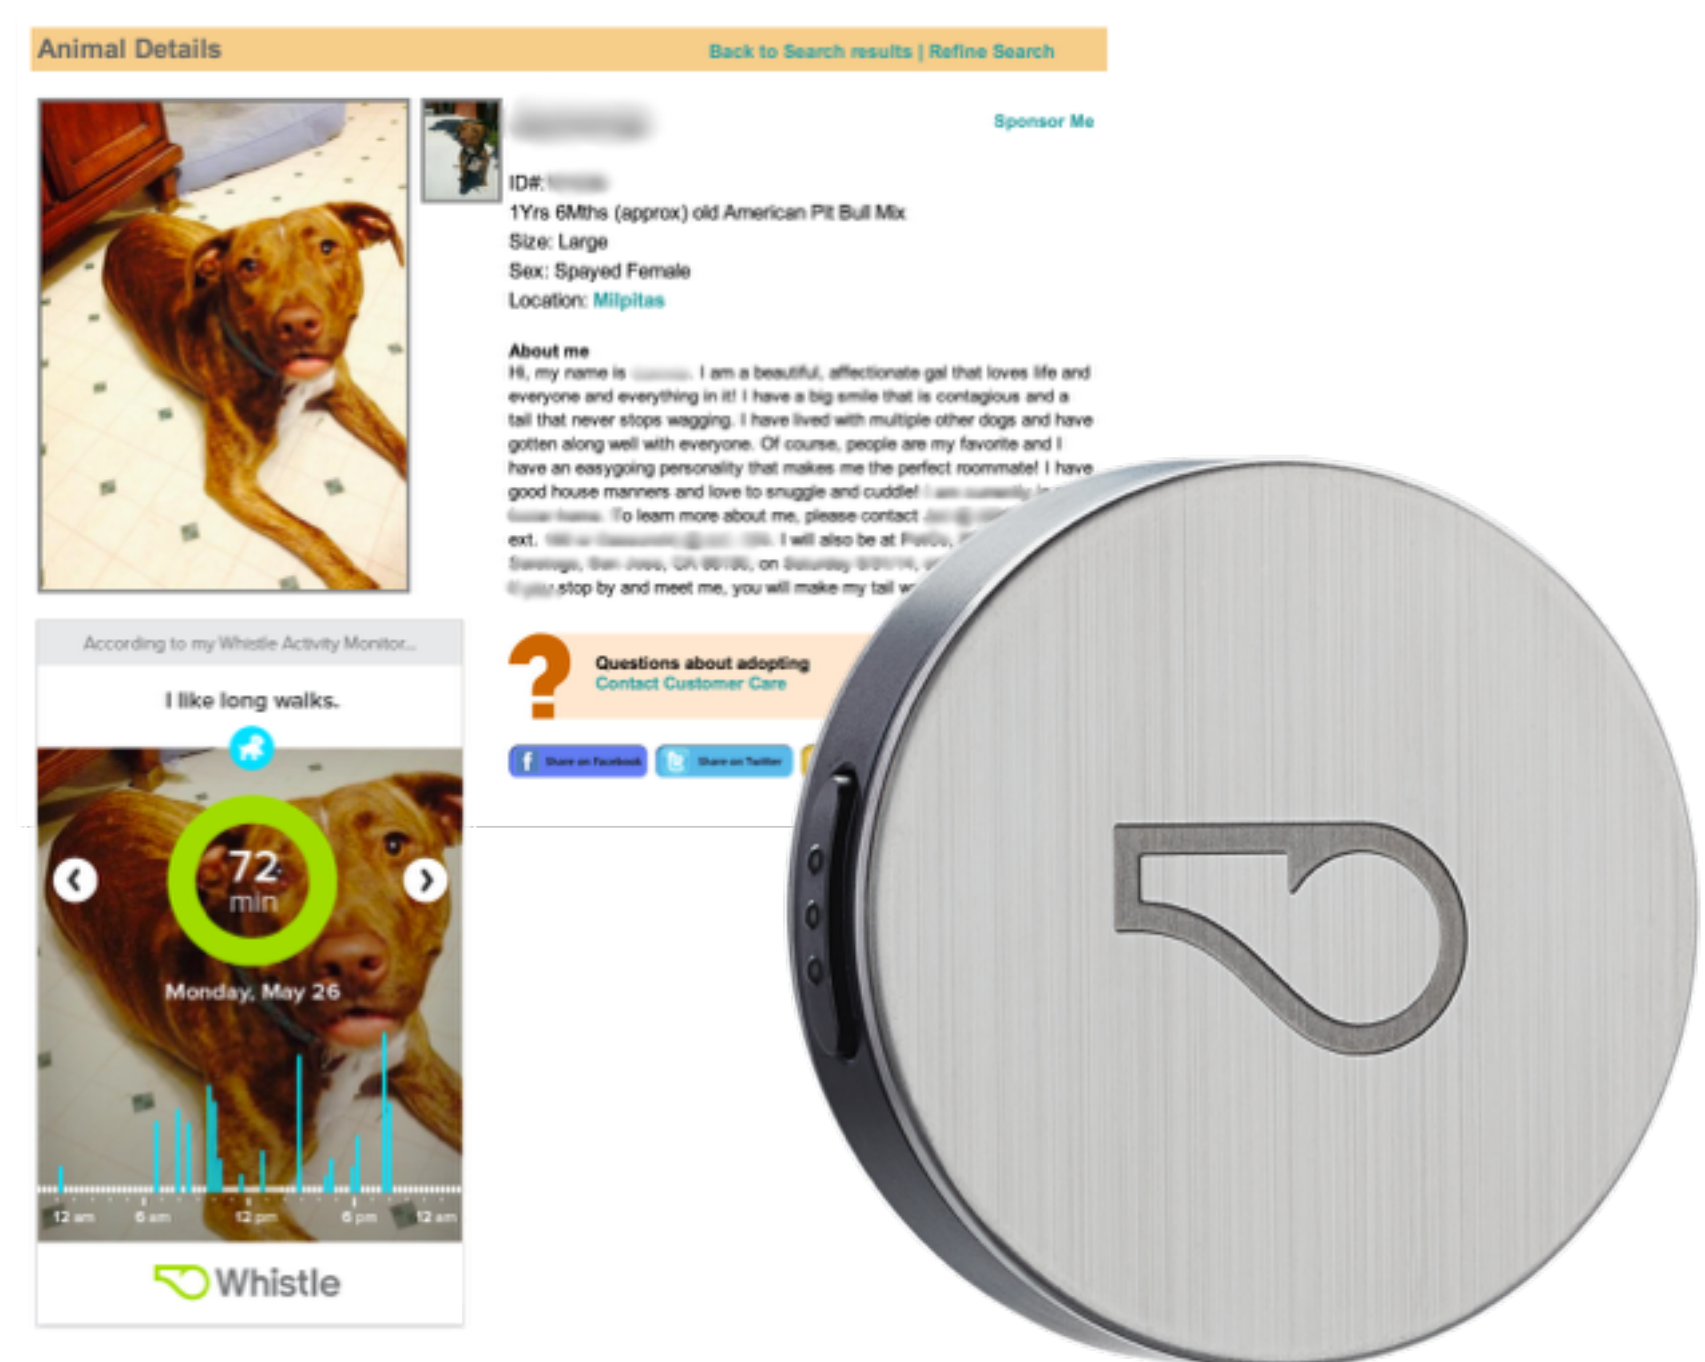 Animal Details
Back to Search results | Refine Search
Sponsor Me
ID#:
1Yrs 6Mths (approx) old American Pit Bull Mix
Size: Large
Sex: Spayed Female
Location: Milpitas
About me
Hi, my name is . I am a beautiful, affectionate gal that loves life and
everyone and everything in it! I have a big smile that is contagious and a
tail that never stops wagging. I have lived with multiple other dogs and have
gotten along well with everyone. Of course, people are my favorite and I
have an easygoing personality that makes me the perfect roommate! I have
good house manners and love to snuggle and cuddle!
To learn more about me, please contact
ext. I will also be at
on
stop by and meet me, you will make my tail
Questions about adopting
Contact Customer Care
Share on Facebook
Share on Twitter
According to my Whistle Activity Monitor...
I like long walks.
72
min
Monday, May 26
12 am 6 am 12 pm 6 pm 12 am
Whistle